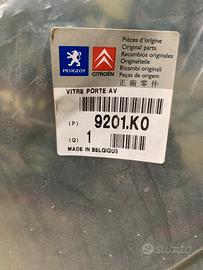 Pièces d'origine
Original parts
Recambios originales
Originalteile
Ricambi originali
Peças de origem
正廠零件
PEUGEOT
CITROËN
VITRE PORTE AV
(P) 9201.K0
(Q) 1
MADE IN BELGIQUE
subito